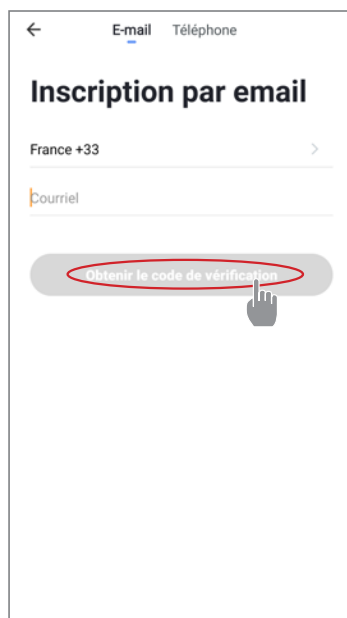 E-mail Téléphone
Inscription par email
France +33
Courriel
Obtenir le code de vérification